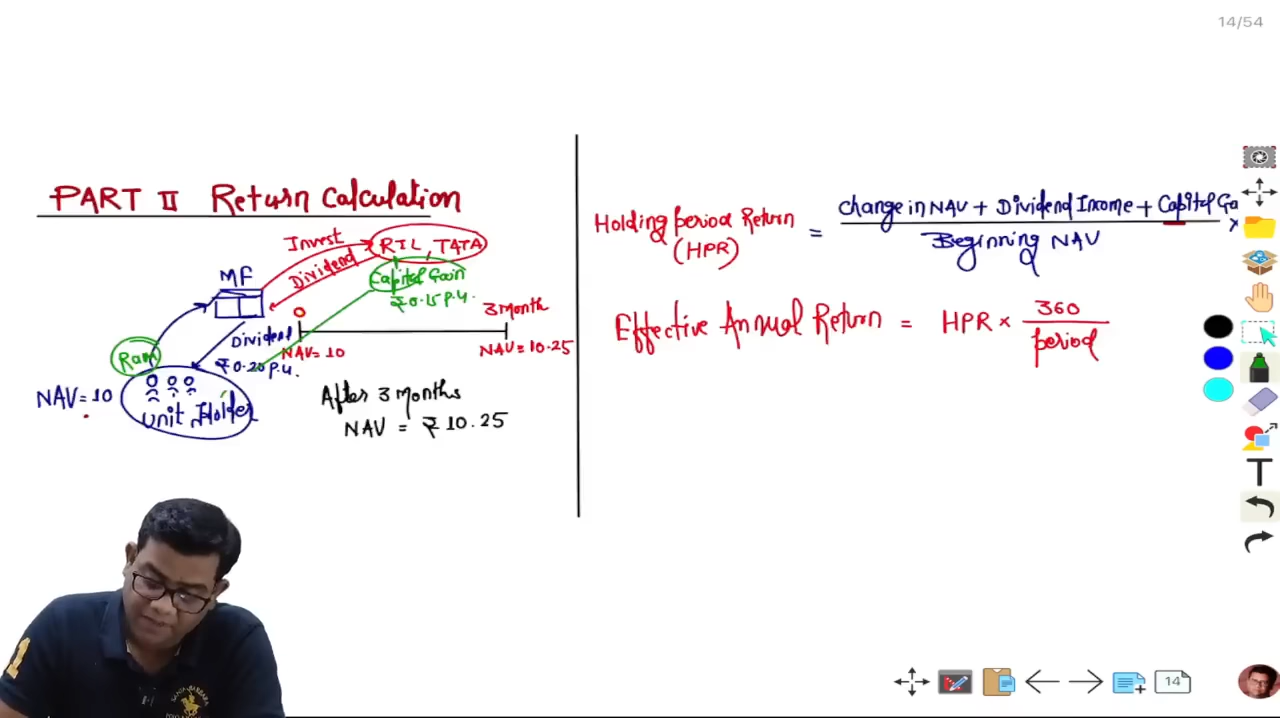 14/54
PART II Return Calculation
Invest
RIL, TATA
Dividend
MF
Capital Gain
₹ 0.15 p.u.
0
3 month
Dividend
NAV = 10
NAV = 10.25
Ram
₹ 0.20 p.u.
NAV = 10
unit Holder
After 3 months
NAV = ₹ 10.25
Holding period Return
(HPR)
= change in NAV + Dividend Income + Capital Ga
Beginning NAV
×
Effective Annual Return = HPR × 360
period
T
14
1